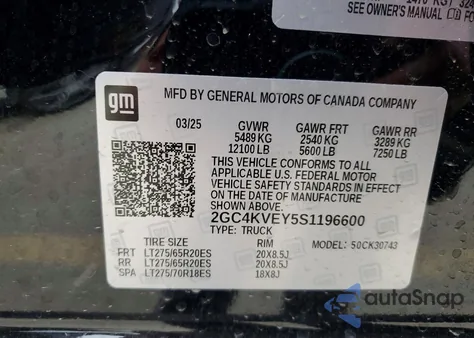 SEE OWNER'S MANUAL
gm
MFD BY GENERAL MOTORS OF CANADA COMPANY
03/25 GVWR GAWR FRT GAWR RR
5489 KG 2540 KG 3289 KG
12100 LB 5600 LB 7250 LB
THIS VEHICLE CONFORMS TO ALL
APPLICABLE U.S. FEDERAL MOTOR
VEHICLE SAFETY STANDARDS IN
EFFECT ON THE DATE OF
MANUFACTURE SHOWN ABOVE.
2GC4KVEY5S1196600
TYPE: TRUCK
TIRE SIZE RIM MODEL: 50CK30743
FRT LT275/65R20ES 20X8.5J
RR LT275/65R20ES 20X8.5J
SPA LT275/70R18ES 18X8J
autoSnap